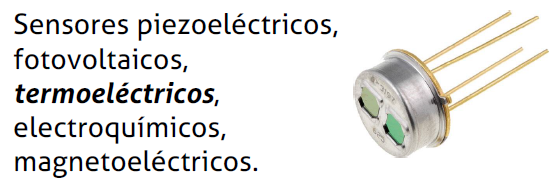 Sensores piezoeléctricos,
fotovoltaicos,
termoeléctricos,
electroquímicos,
magnetoeléctricos.